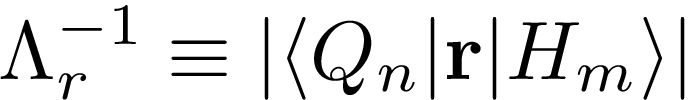 Λ_r^{-1} ≡ |⟨Q_n|𝐫|H_m⟩|